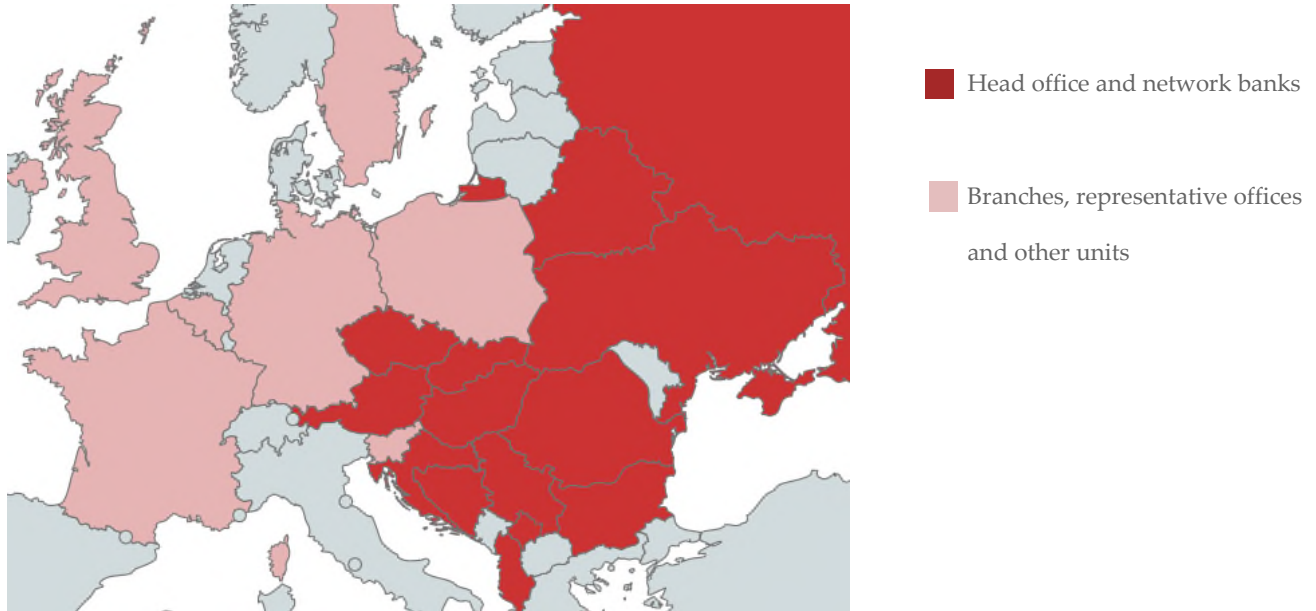 Head office and network banks
Branches, representative offices
and other units